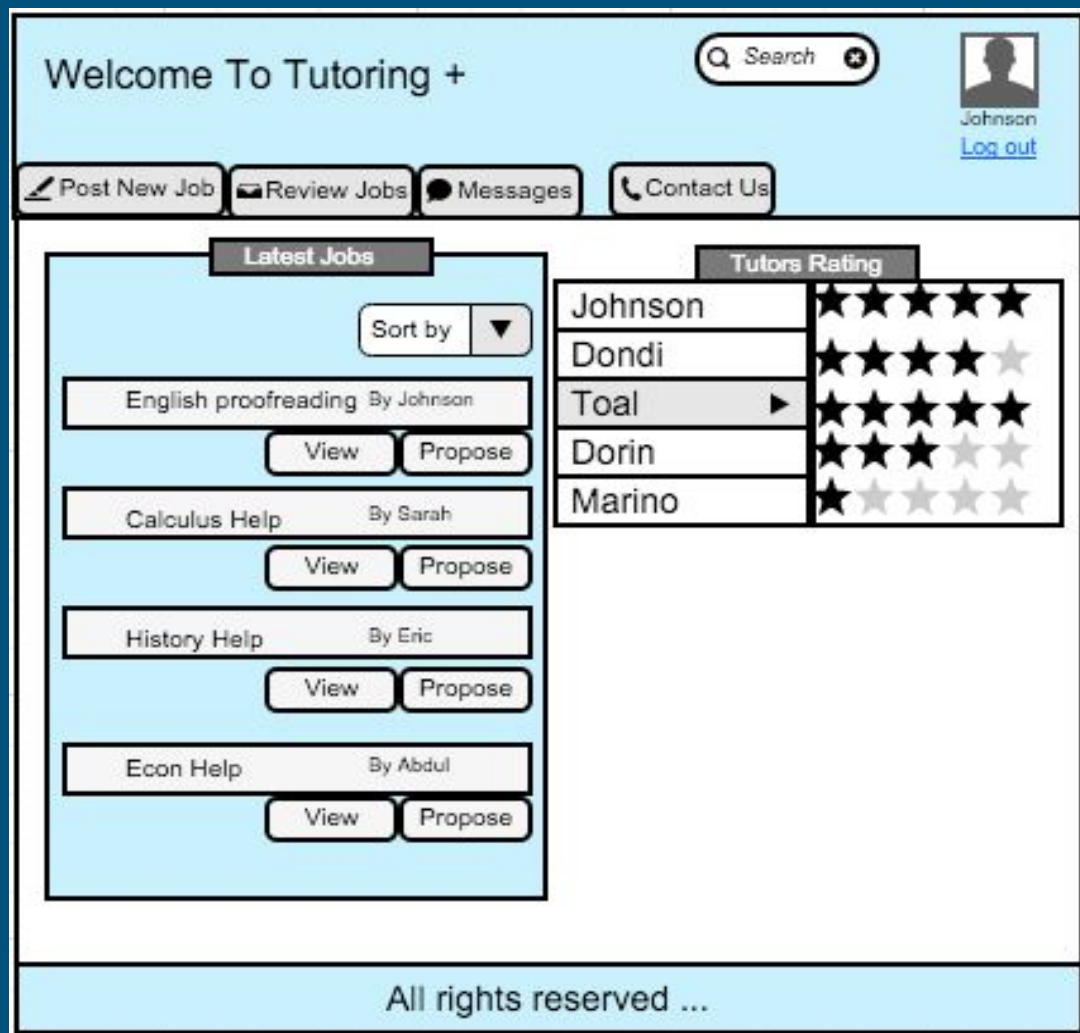 Welcome To Tutoring +
Search
Johnson
Log out
Post New Job
Review Jobs
Messages
Contact Us
Latest Jobs
Sort by
English proofreading By Johnson
View Propose
Calculus Help By Sarah
View Propose
History Help By Eric
View Propose
Econ Help By Abdul
View Propose
Tutors Rating
Johnson
Dondi
Toal
Dorin
Marino
All rights reserved ...